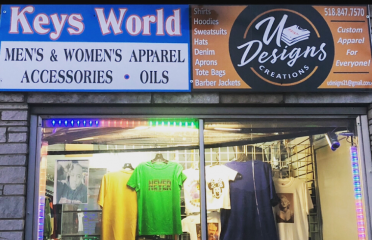 Keys World
MEN'S & WOMEN'S APPAREL
ACCESSORIES • OILS
Shirts
Hoodies
Sweatsuits
Hats
Denim
Aprons
Tote Bags
Barber Jackets
U
Designs
CREATIONS
518.847.7570
Custom
Apparel
For
Everyone!